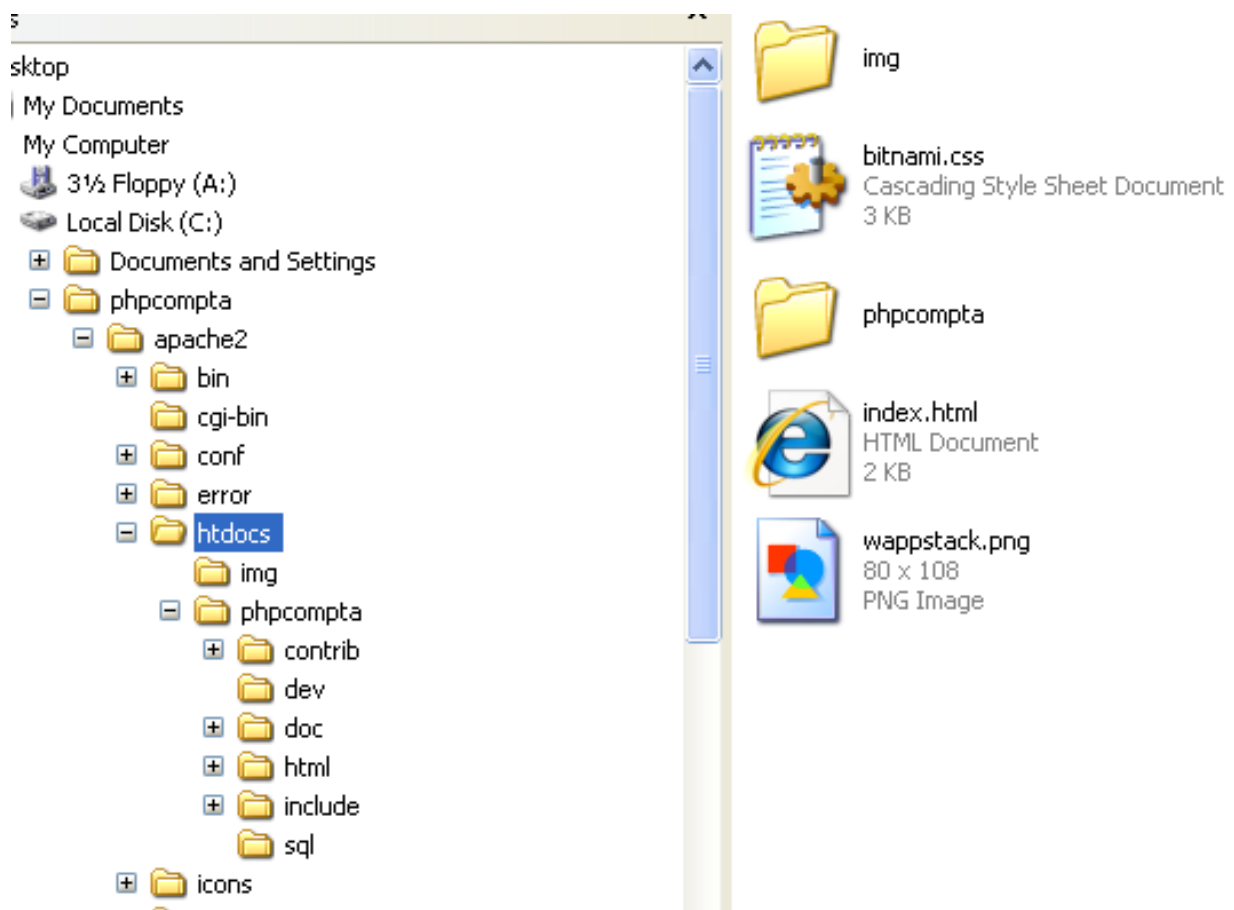 sktop
My Documents
My Computer
3½ Floppy (A:)
Local Disk (C:)
Documents and Settings
phpcompta
apache2
bin
cgi-bin
conf
error
htdocs
img
phpcompta
contrib
dev
doc
html
include
sql
icons
img
bitnami.css
Cascading Style Sheet Document
3 KB
phpcompta
index.html
HTML Document
2 KB
wappstack.png
80 x 108
PNG Image